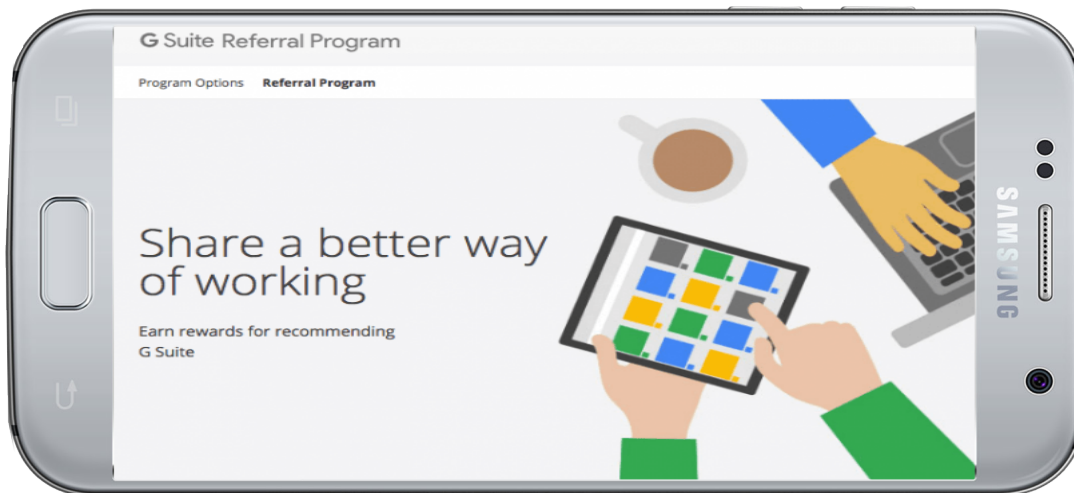 G Suite Referral Program
Program Options Referral Program
Share a better way
of working
Earn rewards for recommending
G Suite
SAMSUNG